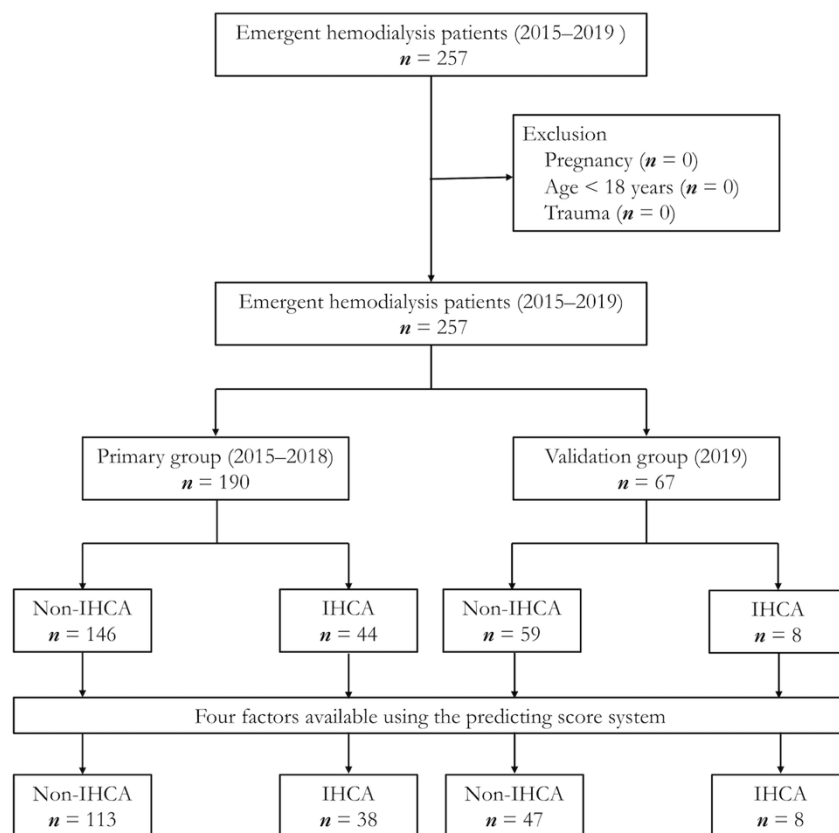 Emergent hemodialysis patients (2015–2019 )
n = 257
Exclusion
Pregnancy (n = 0)
Age < 18 years (n = 0)
Trauma (n = 0)
Emergent hemodialysis patients (2015–2019)
n = 257
Primary group (2015–2018)
n = 190
Validation group (2019)
n = 67
Non-IHCA
n = 146
IHCA
n = 44
Non-IHCA
n = 59
IHCA
n = 8
Four factors available using the predicting score system
Non-IHCA
n = 113
IHCA
n = 38
Non-IHCA
n = 47
IHCA
n = 8